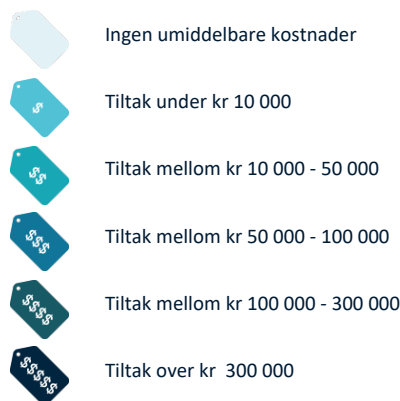 Ingen umiddelbare kostnader
$ Tiltak under kr 10 000
$$ Tiltak mellom kr 10 000 - 50 000
$$$ Tiltak mellom kr 50 000 - 100 000
$$$$ Tiltak mellom kr 100 000 - 300 000
$$$$$ Tiltak over kr  300 000